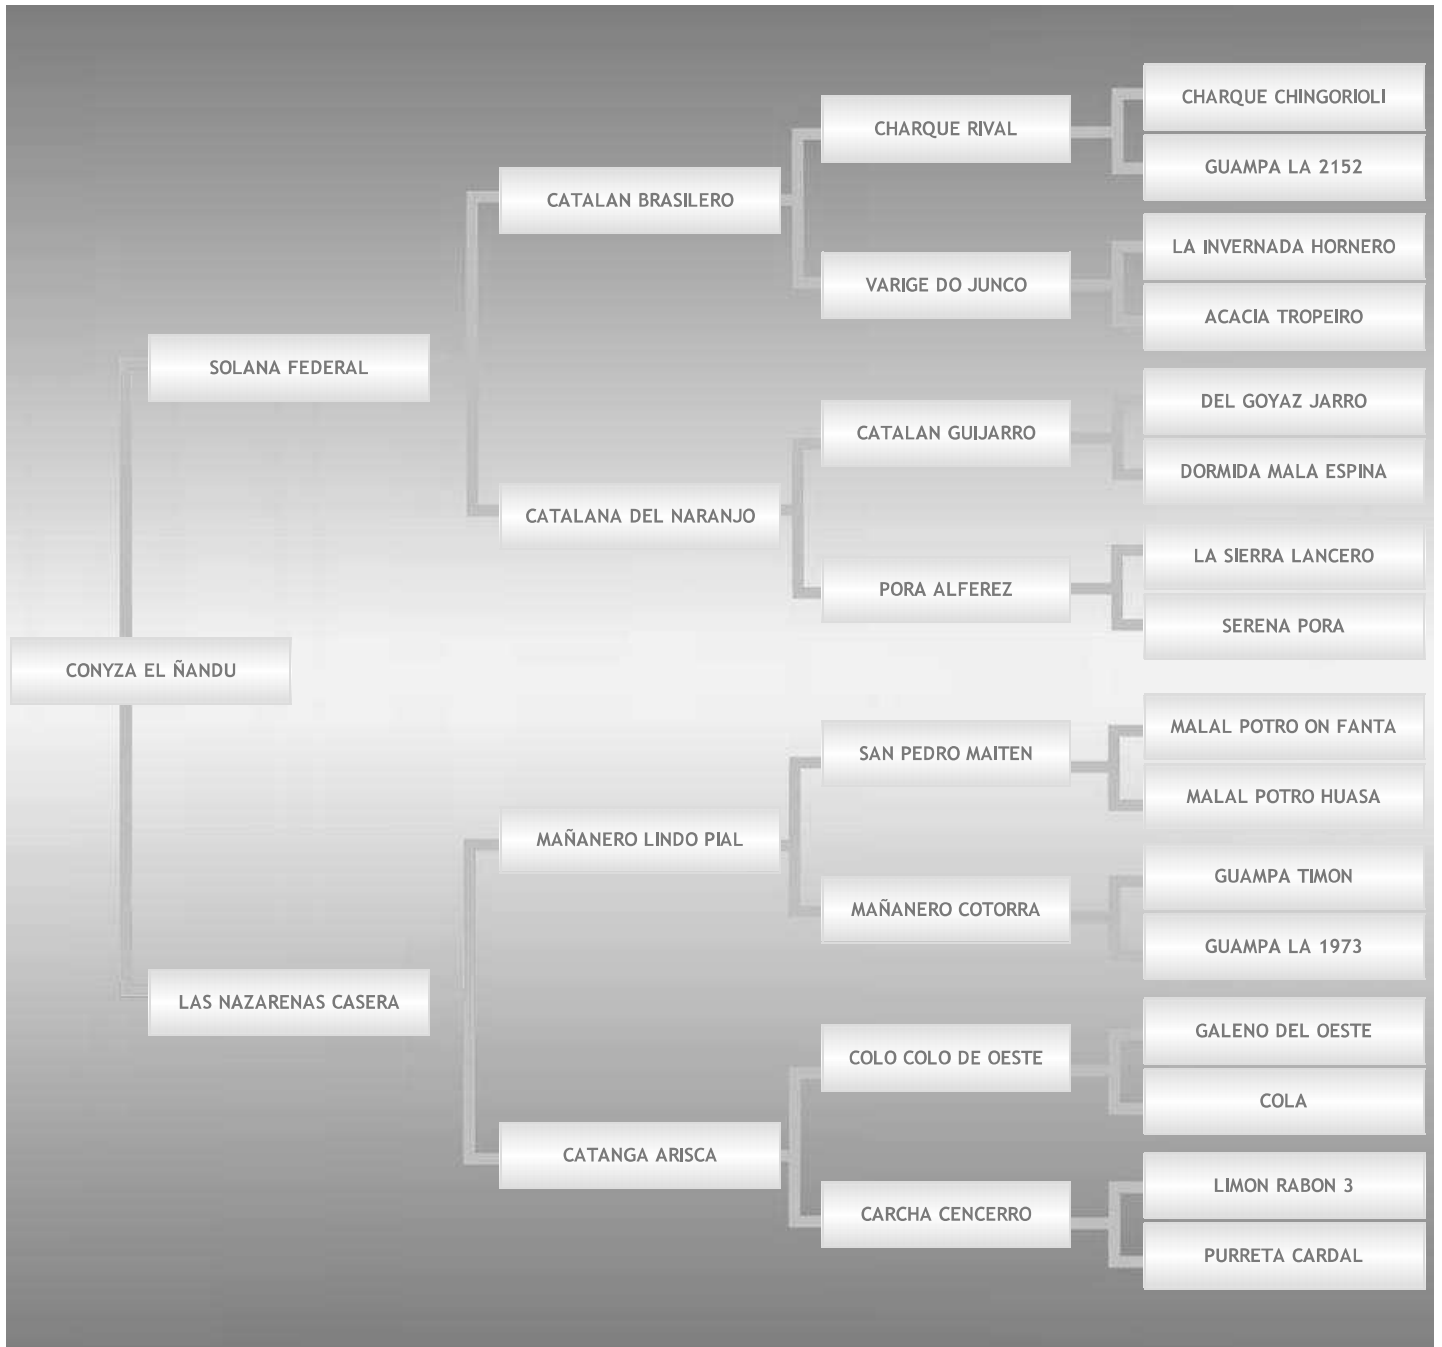 CHARQUE CHINGORIOLI
CHARQUE RIVAL
GUAMPA LA 2152
CATALAN BRASILERO
LA INVERNADA HORNERO
VARIGE DO JUNCO
ACACIA TROPEIRO
SOLANA FEDERAL
DEL GOYAZ JARRO
CATALAN GUIJARRO
DORMIDA MALA ESPINA
CATALANA DEL NARANJO
LA SIERRA LANCERO
PORA ALFEREZ
SERENA PORA
CONYZA EL ÑANDU
MALAL POTRO ON FANTA
SAN PEDRO MAITEN
MALAL POTRO HUASA
MAÑANERO LINDO PIAL
GUAMPA TIMON
MAÑANERO COTORRA
GUAMPA LA 1973
LAS NAZARENAS CASERA
GALENO DEL OESTE
COLO COLO DE OESTE
COLA
CATANGA ARISCA
LIMON RABON 3
CARCHA CENCERRO
PURRETA CARDAL